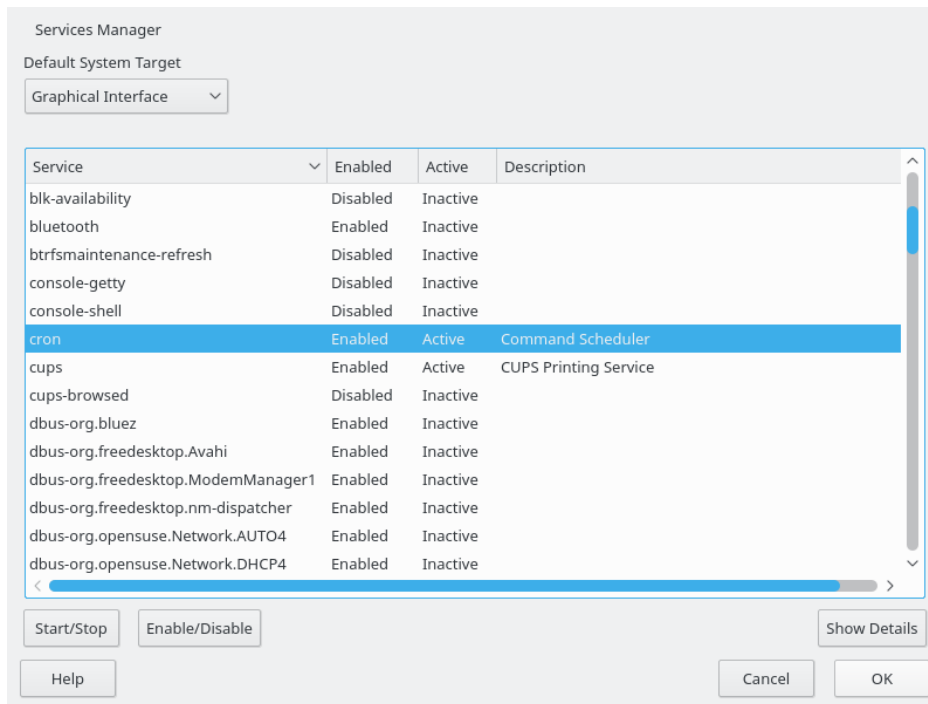 Services Manager
Default System Target
Graphical Interface
Service Enabled Active Description
blk-availability Disabled Inactive
bluetooth Enabled Inactive
btrfsmaintenance-refresh Disabled Inactive
console-getty Disabled Inactive
console-shell Disabled Inactive
cron Enabled Active Command Scheduler
cups Enabled Active CUPS Printing Service
cups-browsed Disabled Inactive
dbus-org.bluez Enabled Inactive
dbus-org.freedesktop.Avahi Enabled Inactive
dbus-org.freedesktop.ModemManager1 Enabled Inactive
dbus-org.freedesktop.nm-dispatcher Enabled Inactive
dbus-org.opensuse.Network.AUTO4 Enabled Inactive
dbus-org.opensuse.Network.DHCP4 Enabled Inactive
Start/Stop Enable/Disable Show Details
Help Cancel OK